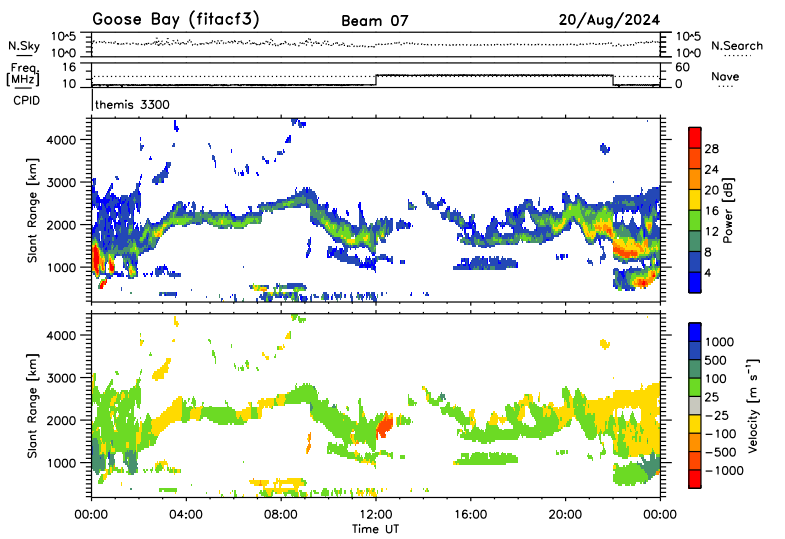 Goose Bay (fitacf3) Beam 07 20/Aug/2024
N.Sky 10^5 10^0 10^5 10^0 N.Search
Freq. [MHz] 16 10 60 0 Nave
CPID themis 3300
Slant Range [km] 4000 3000 2000 1000
Power [dB] 28 24 20 16 12 8 4
Slant Range [km] 4000 3000 2000 1000
Velocity [m s⁻¹] 1000 500 100 25 −25 −100 −500 −1000
00:00 04:00 08:00 12:00 16:00 20:00 00:00
Time UT